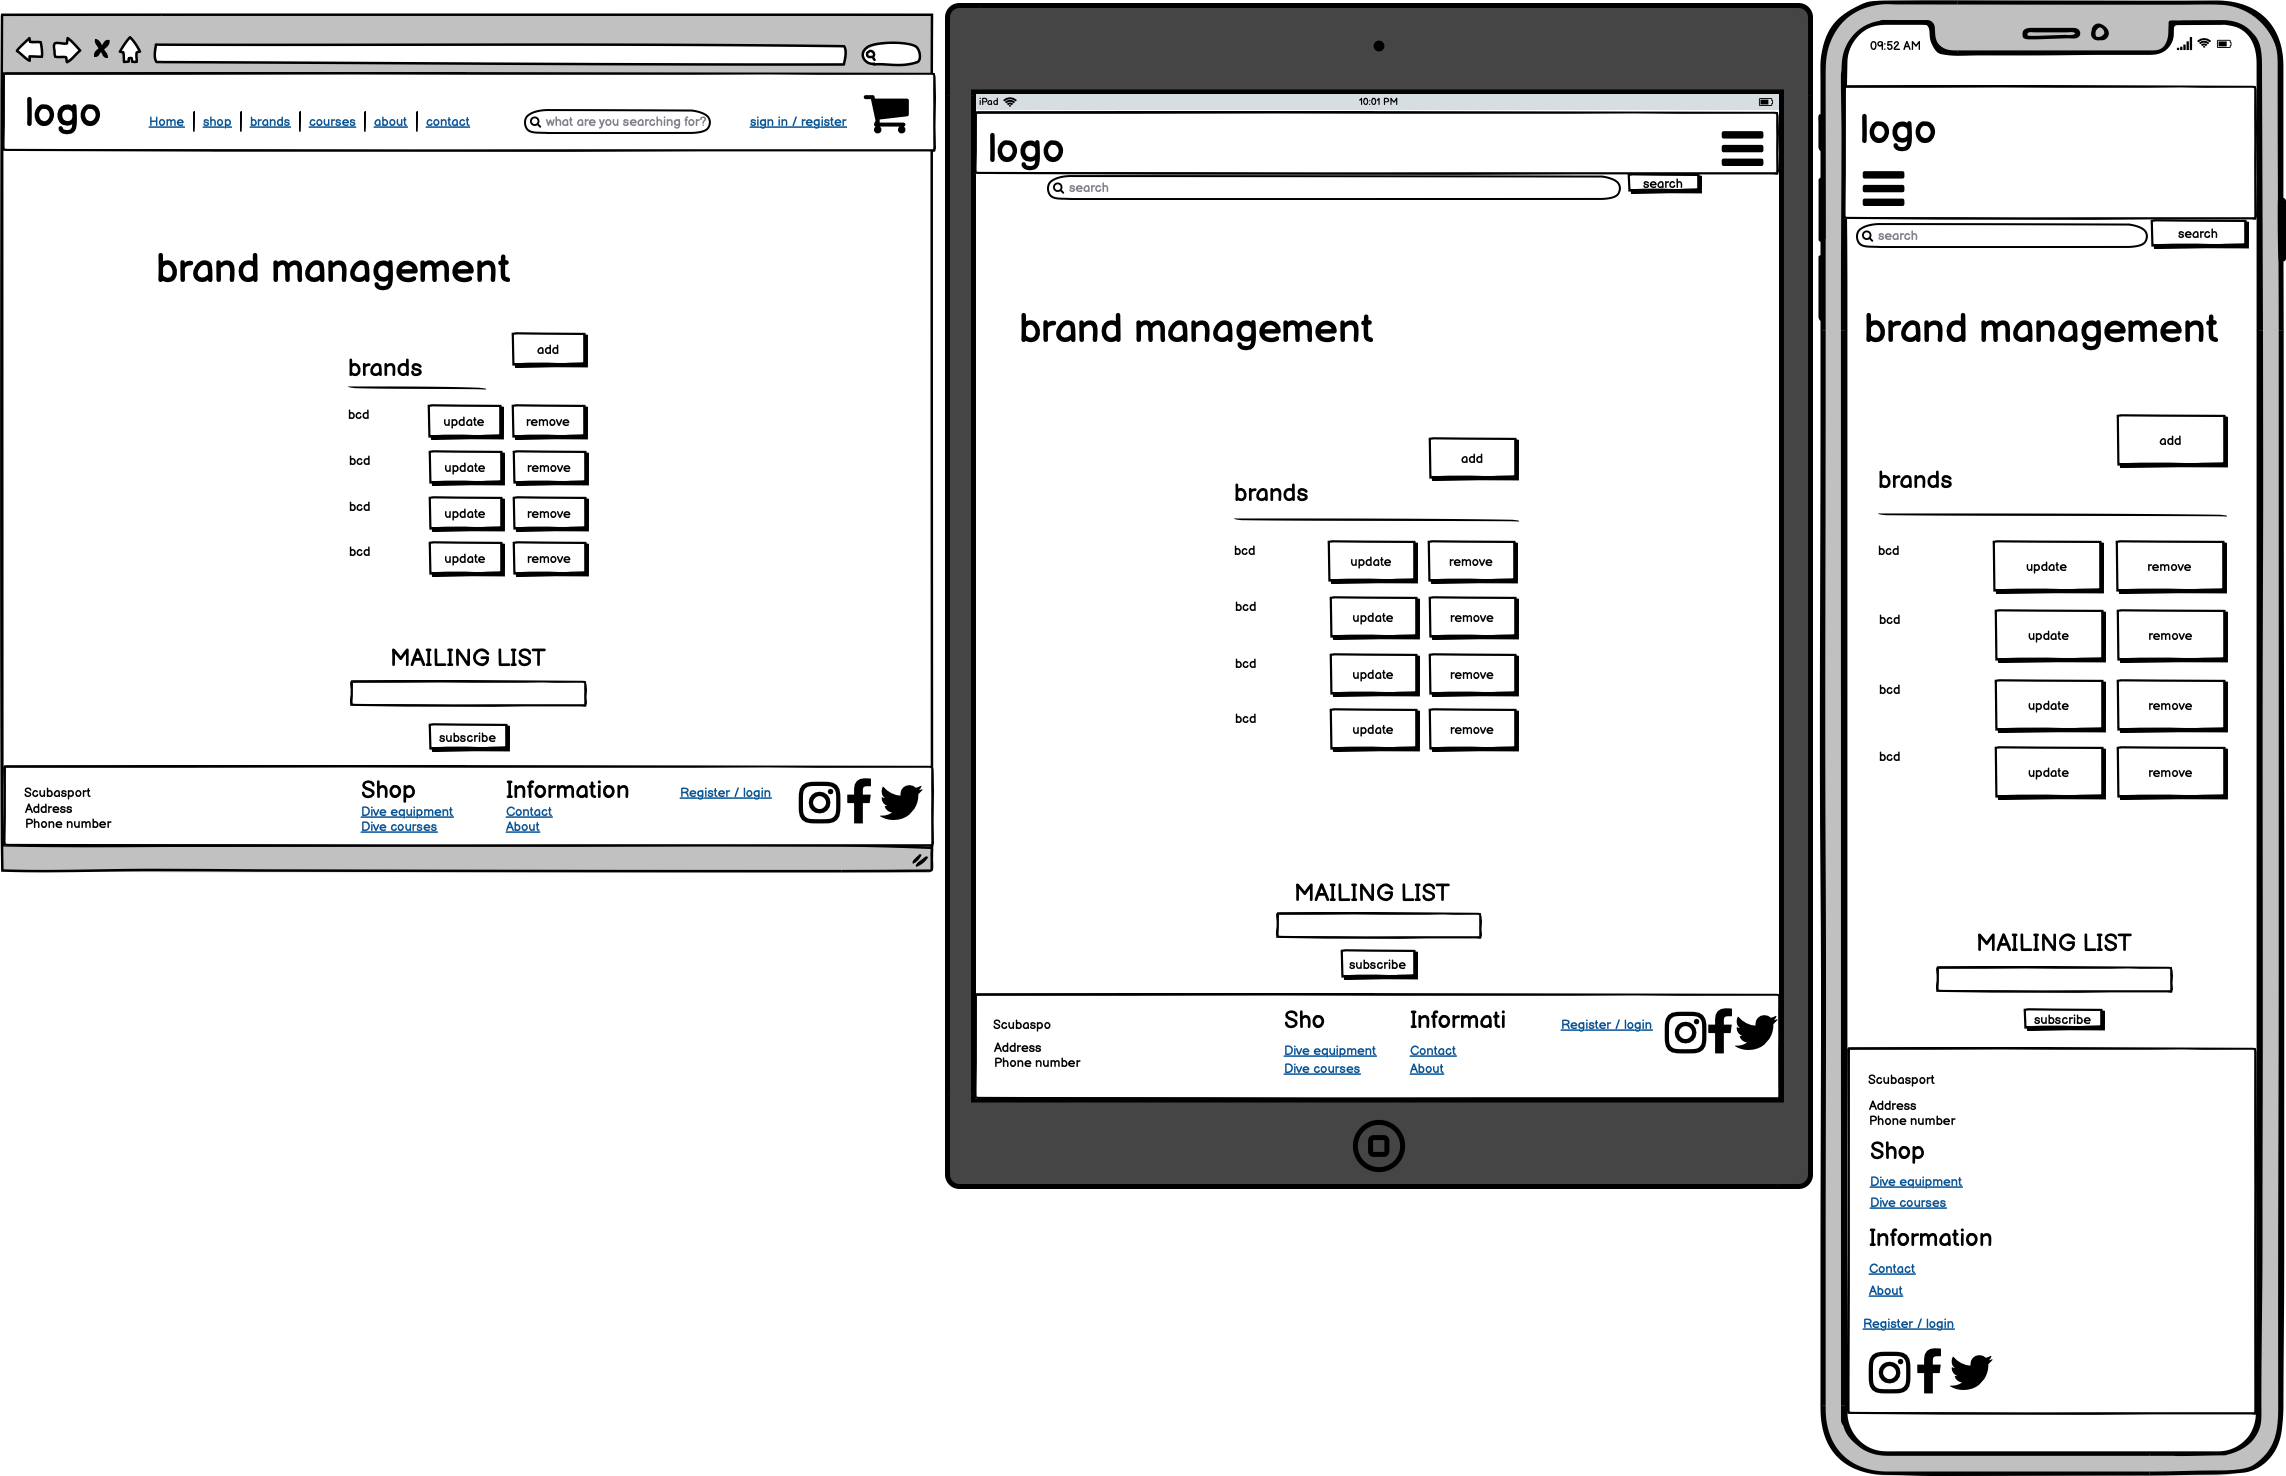 logo
Home
shop
brands
courses
about
contact
what are you searching for?
sign in / register
brand management
add
brands
bcd
update
remove
bcd
update
remove
bcd
update
remove
bcd
update
remove
MAILING LIST
subscribe
Scubasport
Address
Phone number
Shop
Dive equipment
Dive courses
Information
Contact
About
Register / login
iPad
10:01 PM
logo
search
search
brand management
add
brands
bcd
update
remove
bcd
update
remove
bcd
update
remove
bcd
update
remove
MAILING LIST
subscribe
Scubaspo
Address
Phone number
Sho
Dive equipment
Dive courses
Informati
Contact
About
Register / login
09:52 AM
logo
search
search
brand management
add
brands
bcd
update
remove
bcd
update
remove
bcd
update
remove
bcd
update
remove
MAILING LIST
subscribe
Scubasport
Address
Phone number
Shop
Dive equipment
Dive courses
Information
Contact
About
Register / login